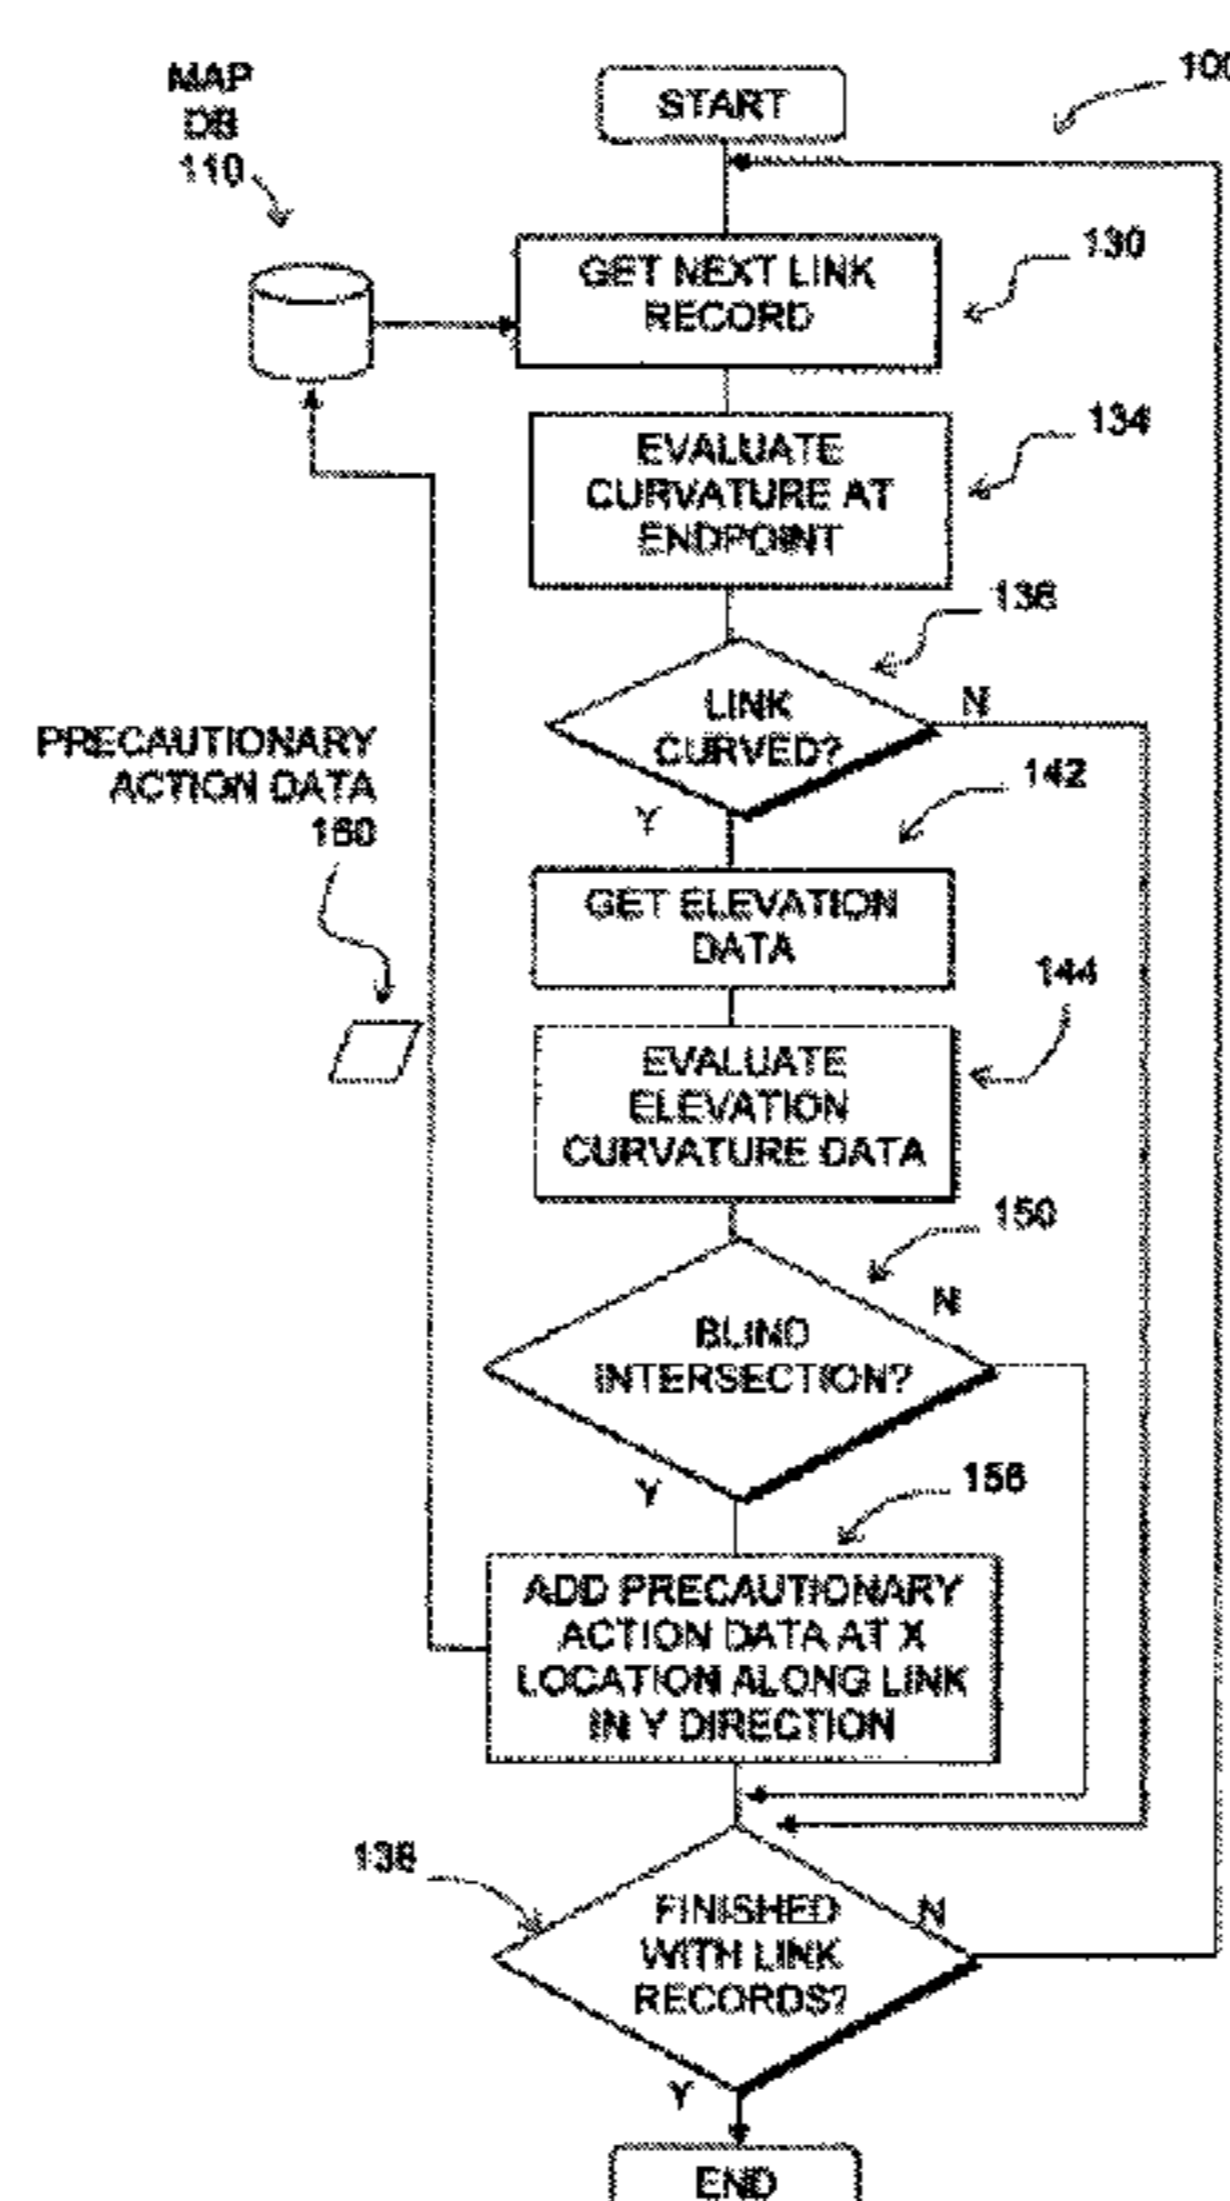 MAP
DB
110
START
GET NEXT LINK
RECORD
130
EVALUATE
CURVATURE AT
ENDPOINT
134
LINK
CURVED?
N
Y
142
PRECAUTIONARY
ACTION DATA
160
GET ELEVATION
DATA
144
EVALUATE
ELEVATION
CURVATURE DATA
150
BLIND
INTERSECTION?
N
Y
156
ADD PRECAUTIONARY
ACTION DATA AT X
LOCATION ALONG LINK
IN Y DIRECTION
138
FINISHED
WITH LINK
RECORDS?
N
Y
END